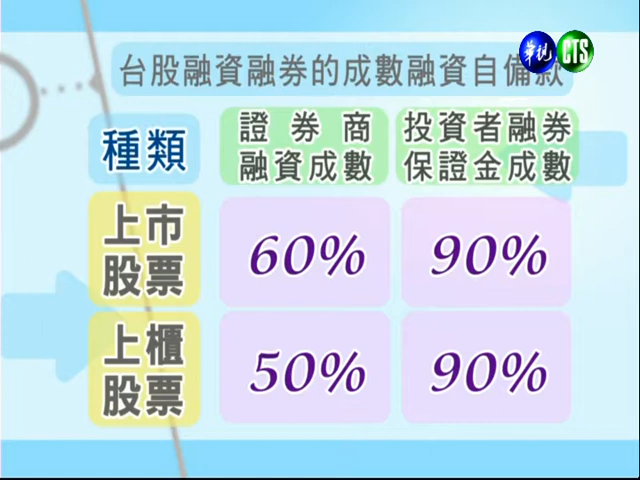 華視 CTS
台股融資融券的成數融資自備款
種類
證券商
融資成數
投資者融券
保證金成數
上市
股票
60%
90%
上櫃
股票
50%
90%